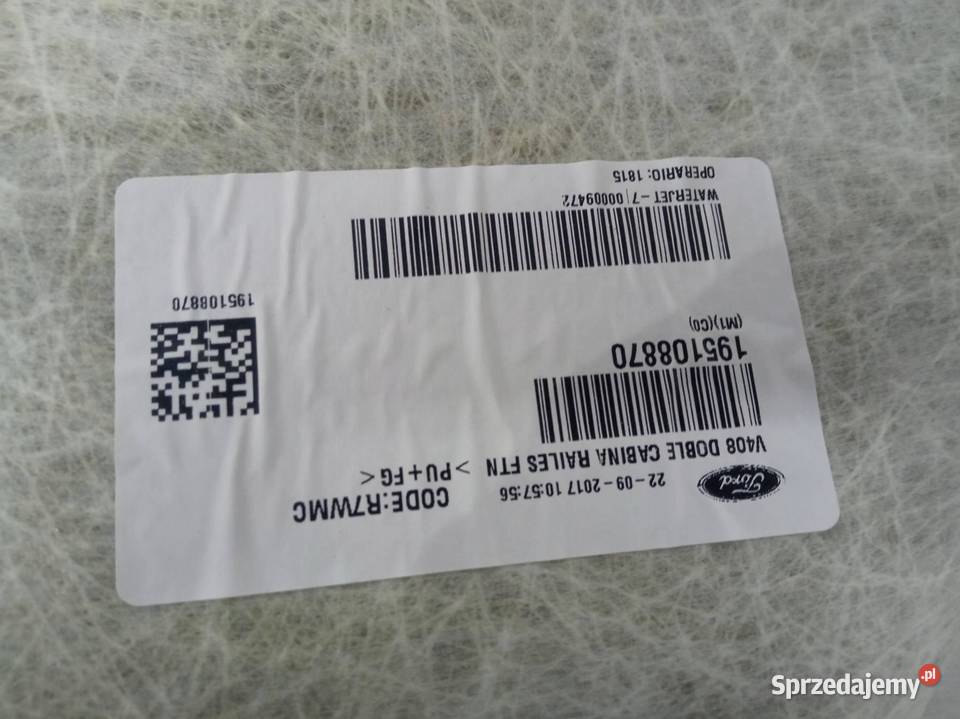 Ford
22-09-2017 10:57:56
CODE:R7WMC
V408 DOBLE CABINA RAILES FTN >PU+FG<
195108870
(M1)(C0)
195108870
WATERJET-7 | 00009472
OPERARIO: 1815
Sprzedajemy.pl